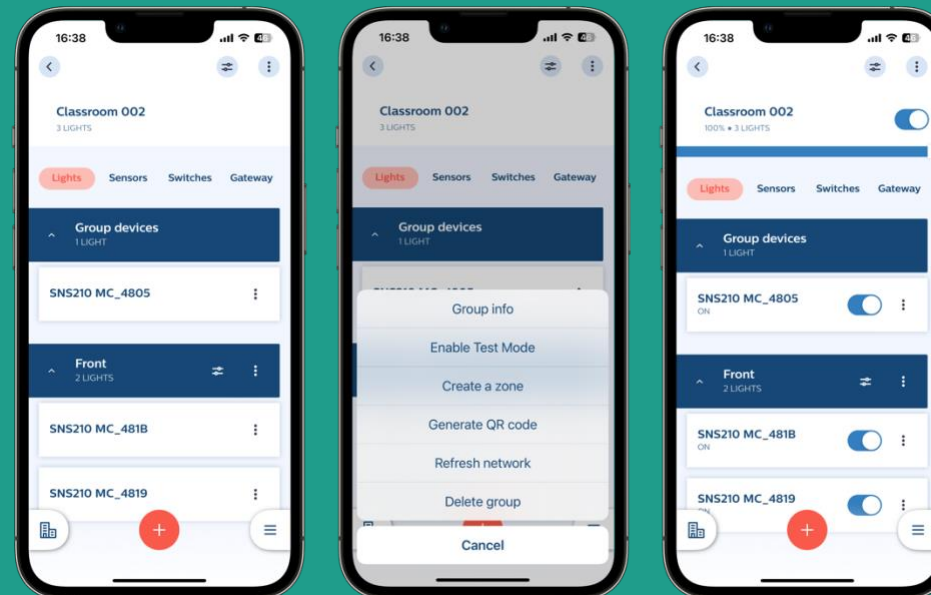 16:38
46
Classroom 002
3 LIGHTS
Lights Sensors Switches Gateway
Group devices
1 LIGHT
SNS210 MC_4805
Front
2 LIGHTS
SNS210 MC_481B
SNS210 MC_4819
16:38
46
Classroom 002
3 LIGHTS
Lights Sensors Switches Gateway
Group devices
1 LIGHT
Group info
Enable Test Mode
Create a zone
Generate QR code
Refresh network
Delete group
Cancel
16:38
46
Classroom 002
100% • 3 LIGHTS
Lights Sensors Switches Gateway
Group devices
1 LIGHT
SNS210 MC_4805
ON
Front
2 LIGHTS
SNS210 MC_481B
ON
SNS210 MC_4819